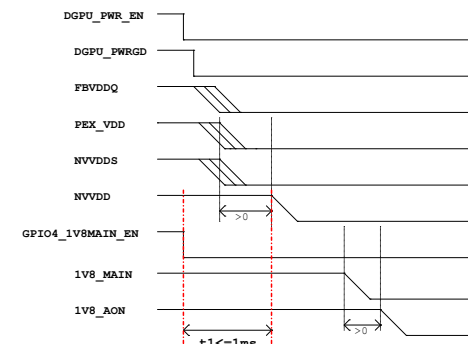 DGPU_PWR_EN
DGPU_PWRGD
FBVDDQ
PEX_VDD
NVVDDS
NVVDD
>0
GPIO4_1V8MAIN_EN
1V8_MAIN
1V8_AON
>0
t1<=1ms